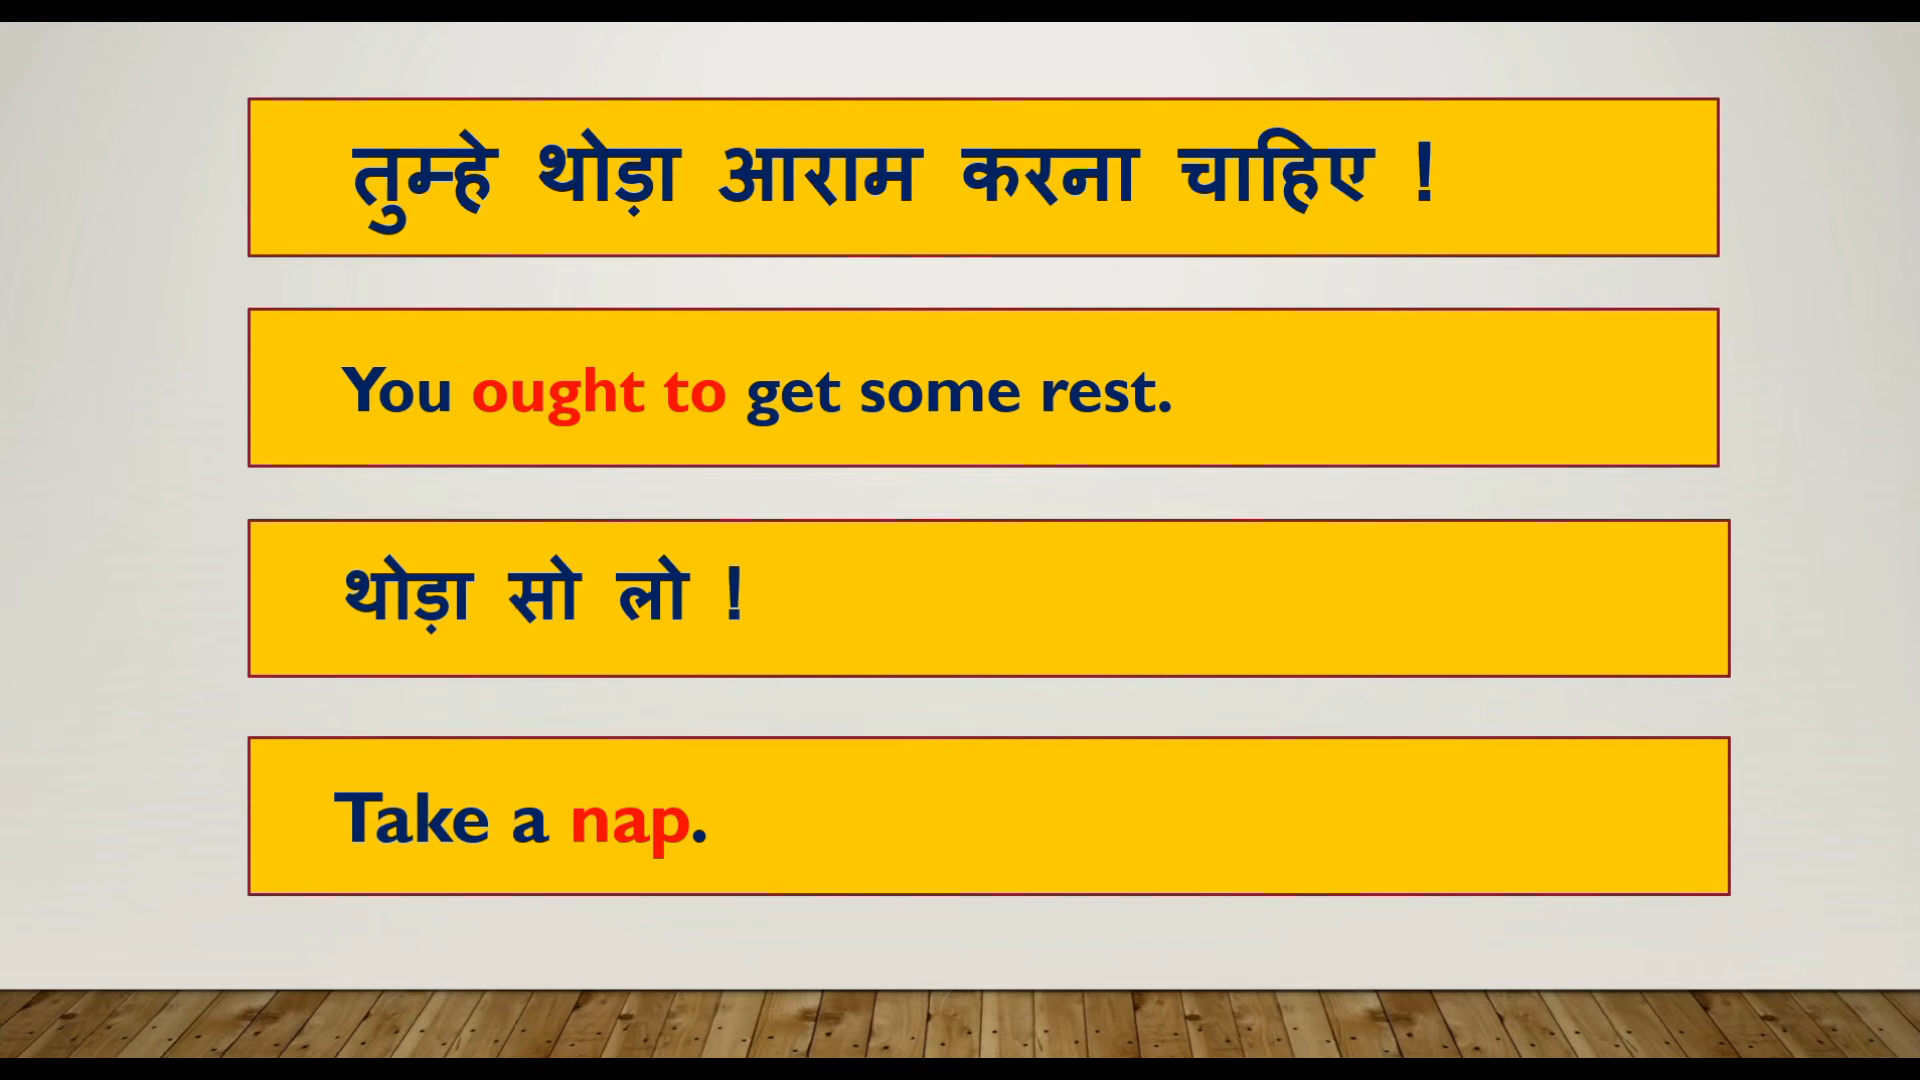 तुम्हे थोड़ा आराम करना चाहिए !
You ought to get some rest.
थोड़ा सो लो !
Take a nap.